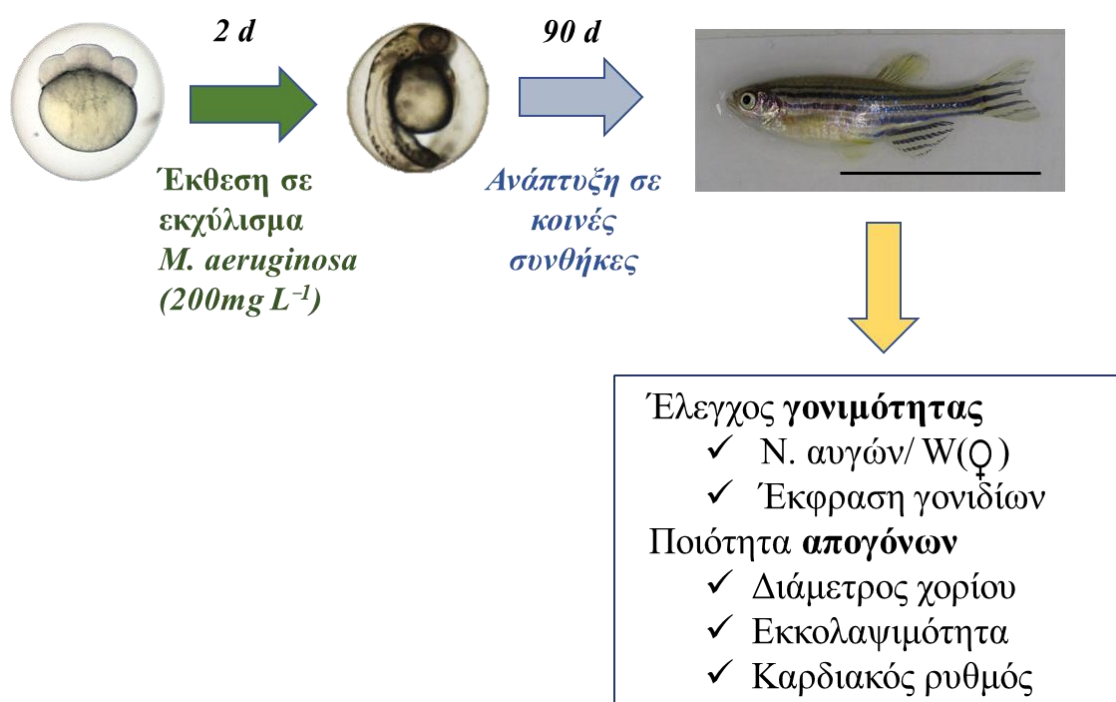 2 d
90 d
Έκθεση σε
εκχύλισμα
M. aeruginosa
(200mg L⁻¹)
Ανάπτυξη σε
κοινές
συνθήκες
Έλεγχος γονιμότητας
✓ Ν. αυγών/ W(♀)
✓ Έκφραση γονιδίων
Ποιότητα απογόνων
✓ Διάμετρος χορίου
✓ Εκκολαψιμότητα
✓ Καρδιακός ρυθμός